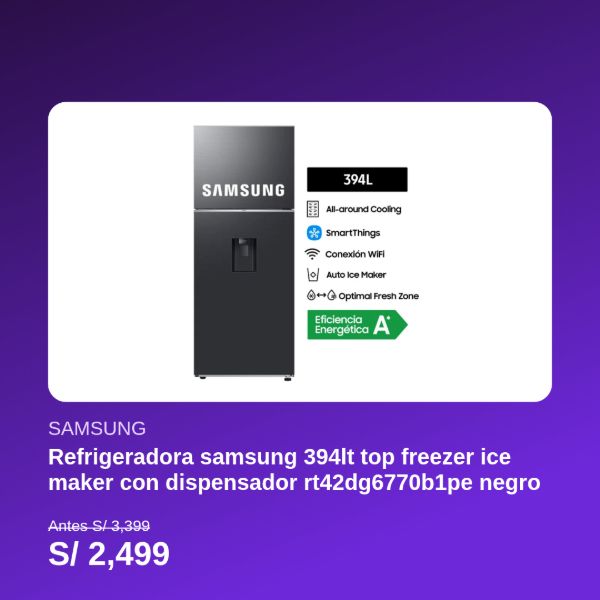 SAMSUNG
394L
All-around Cooling
SmartThings
Conexión WiFi
Auto Ice Maker
Optimal Fresh Zone
Eficiencia
Energética A*
SAMSUNG
Refrigeradora samsung 394lt top freezer ice
maker con dispensador rt42dg6770b1pe negro
Antes S/ 3,399
S/ 2,499